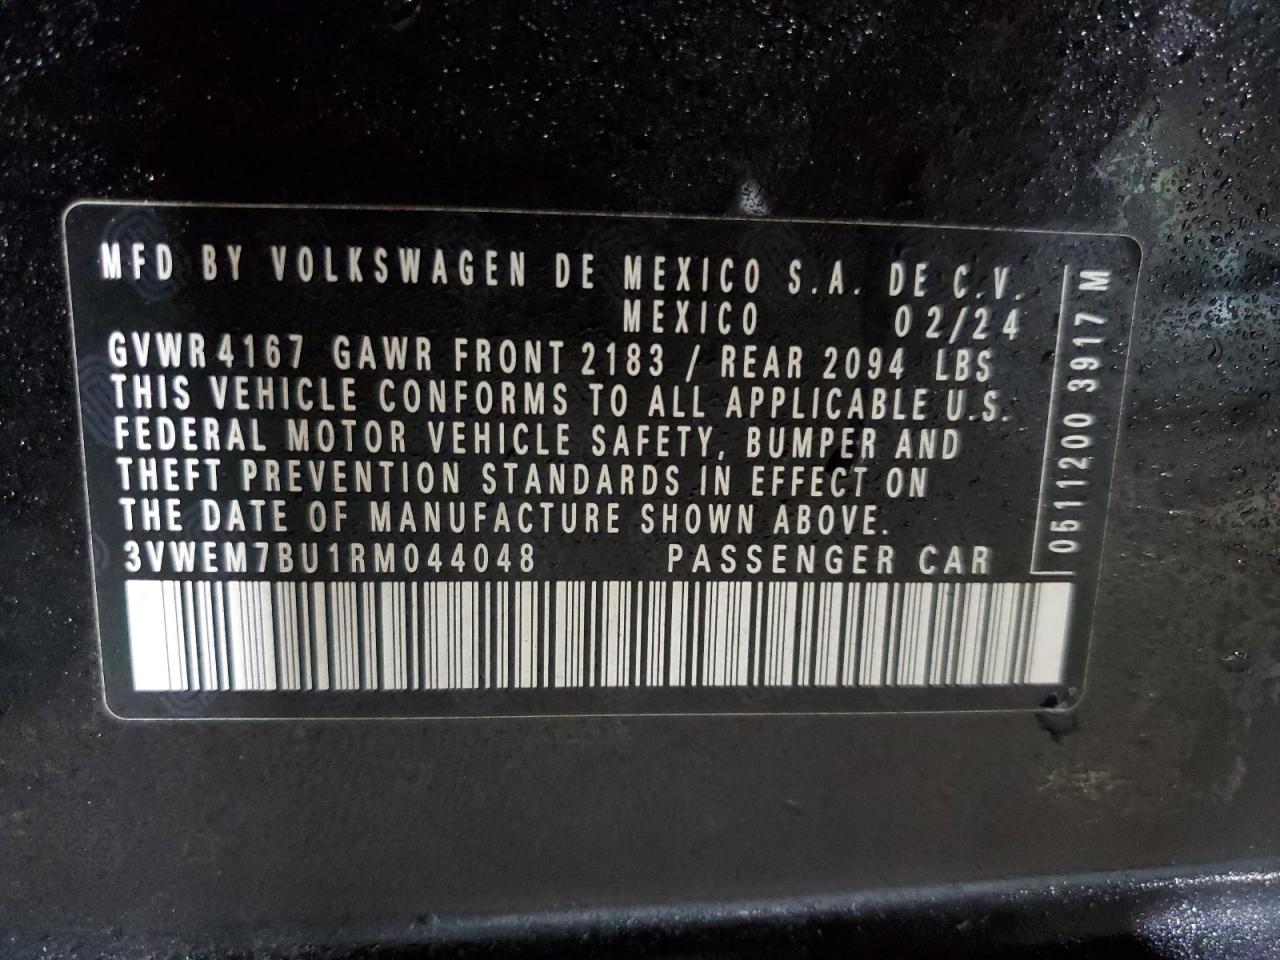 MFD BY VOLKSWAGEN DE MEXICO S.A. DE C.V.
MEXICO 02/24
GVWR 4167 GAWR FRONT 2183 / REAR 2094 LBS
THIS VEHICLE CONFORMS TO ALL APPLICABLE U.S.
FEDERAL MOTOR VEHICLE SAFETY, BUMPER AND
THEFT PREVENTION STANDARDS IN EFFECT ON
THE DATE OF MANUFACTURE SHOWN ABOVE.
3VWEM7BU1RM044048 PASSENGER CAR
0511200 3917 M